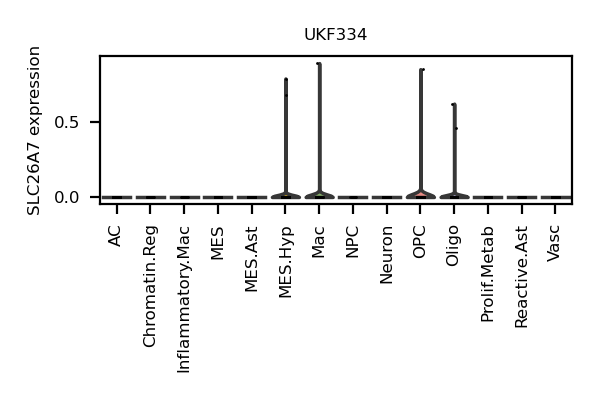 UKF334
SLC26A7 expression
0.5
0.0
AC
Chromatin.Reg
Inflammatory.Mac
MES
MES.Ast
MES.Hyp
Mac
NPC
Neuron
OPC
Oligo
Prolif.Metab
Reactive.Ast
Vasc